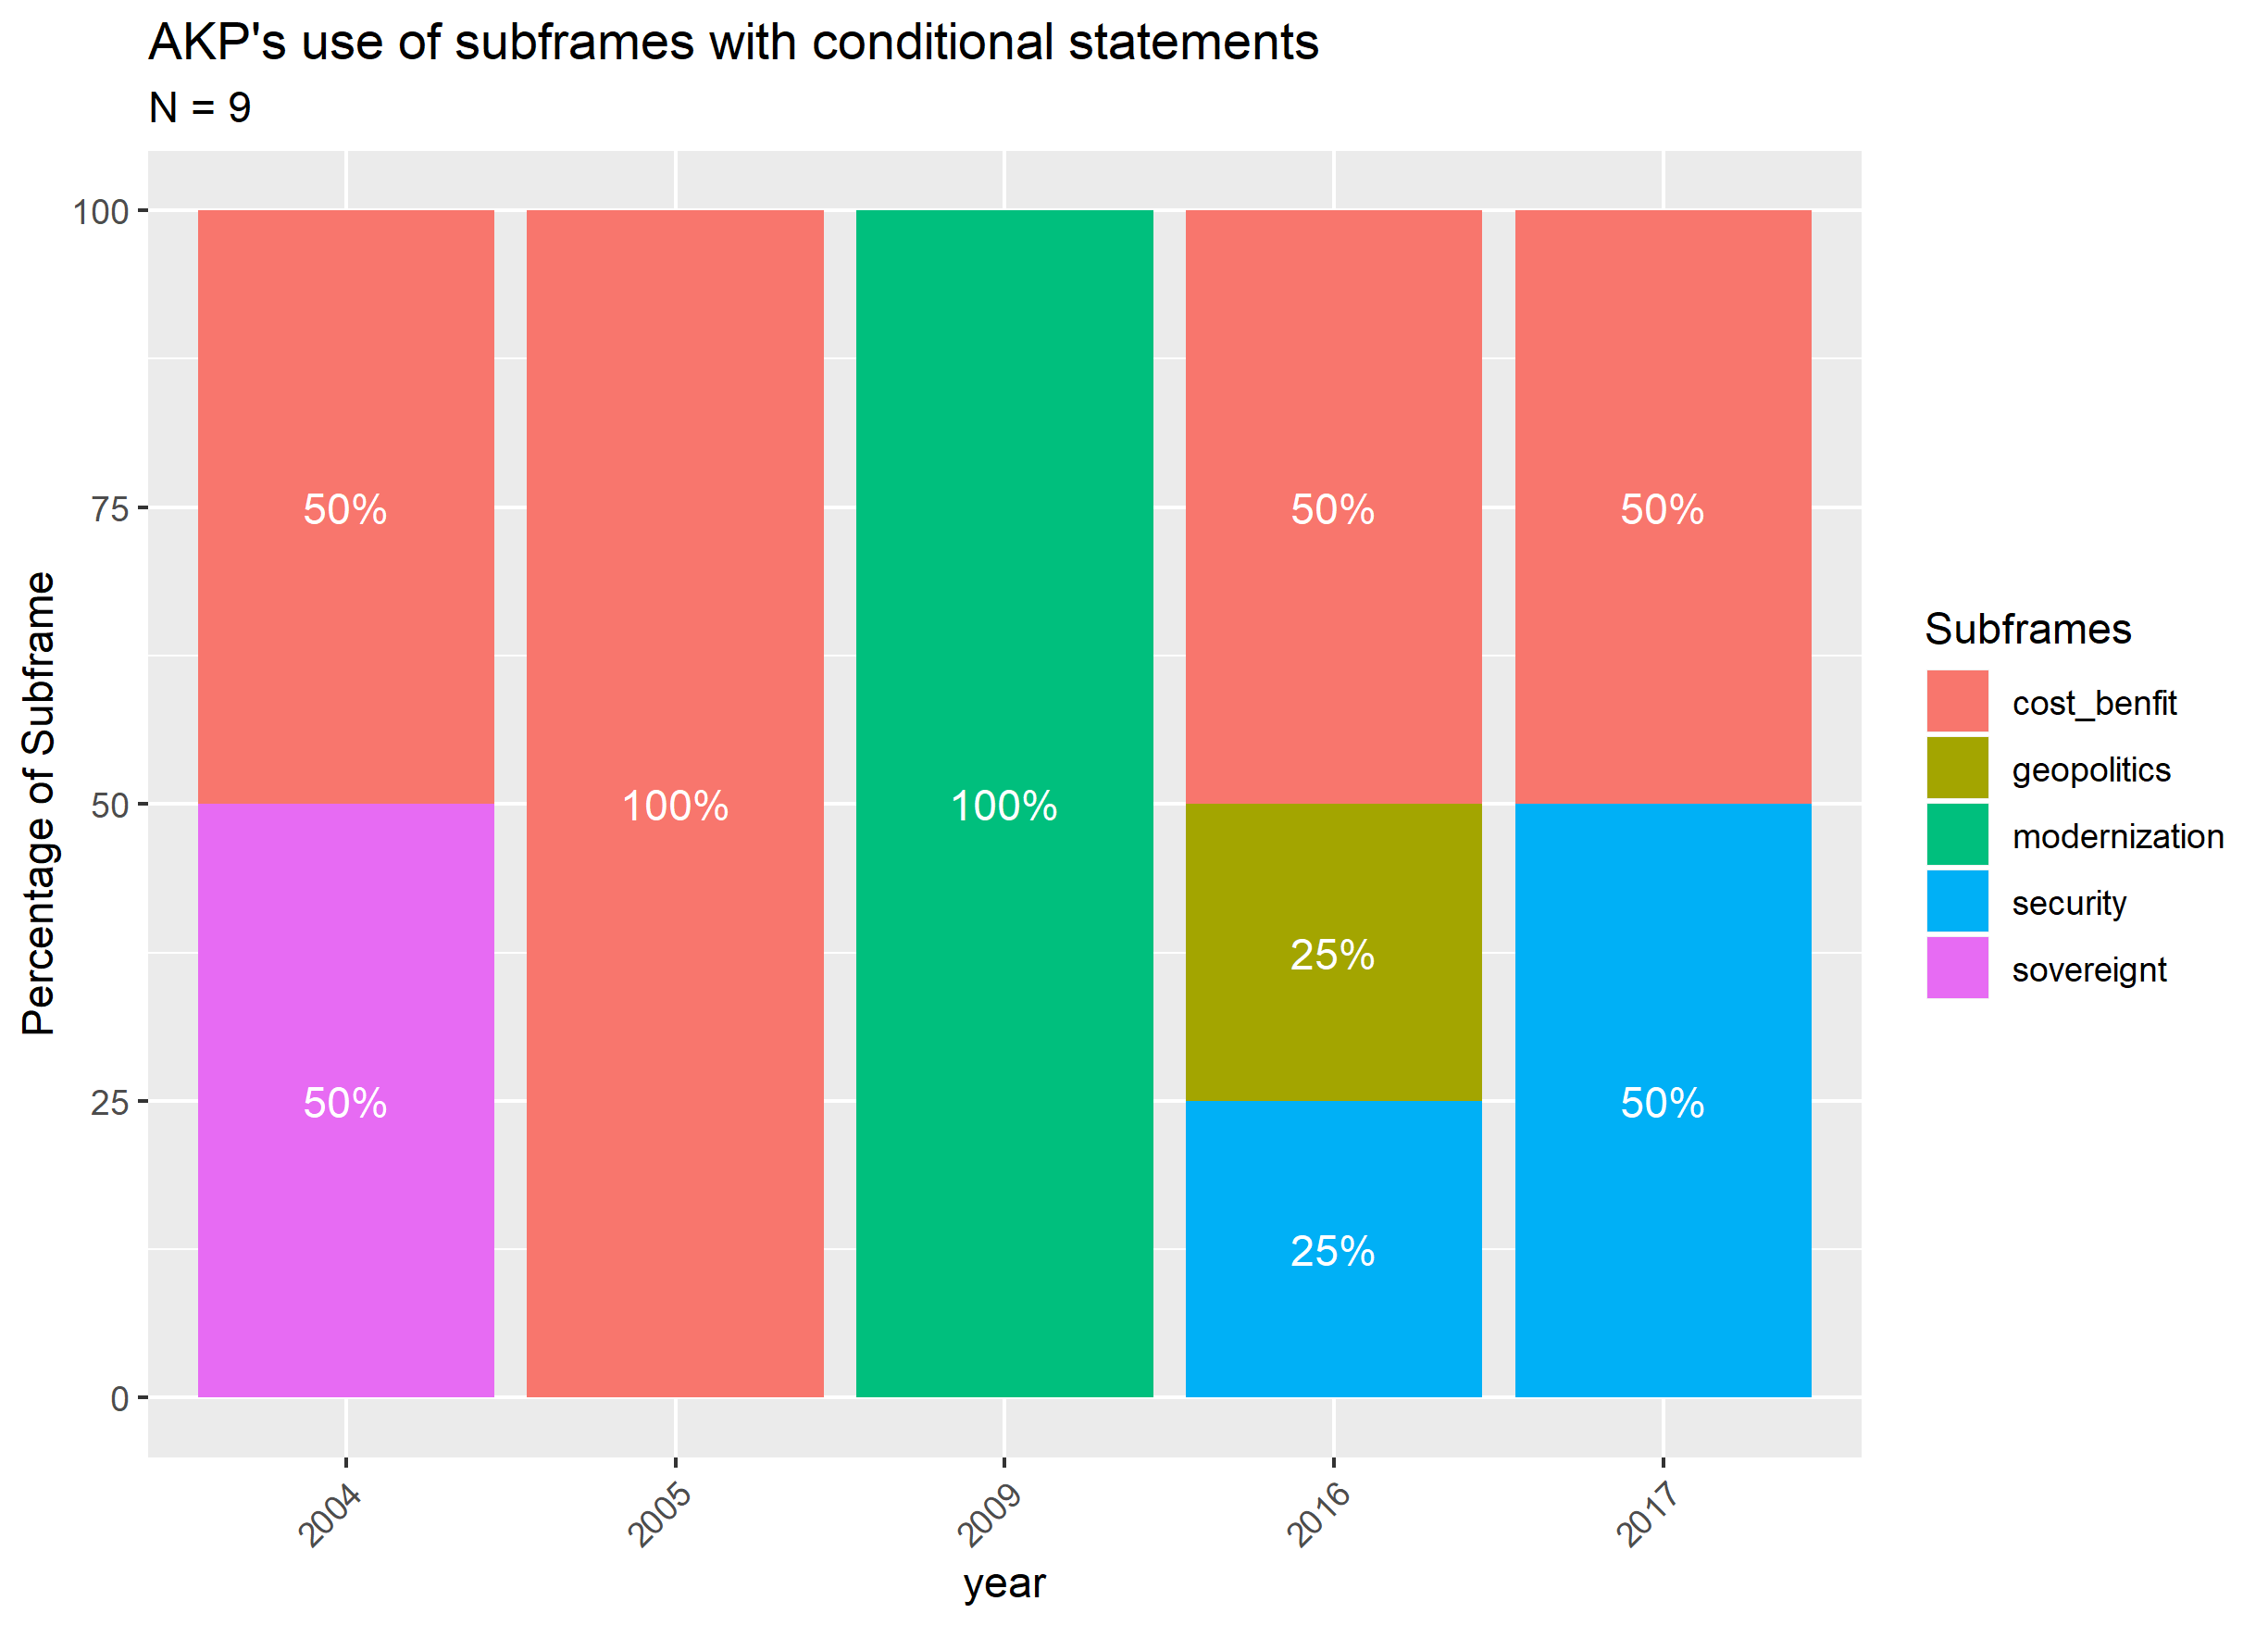 AKP's use of subframes with conditional statements
N = 9
Percentage of Subframe
100
75
50
25
0
50%
50%
100%
100%
50%
25%
25%
50%
50%
2004
2005
2009
2016
2017
year
Subframes
cost_benfit
geopolitics
modernization
security
sovereignt